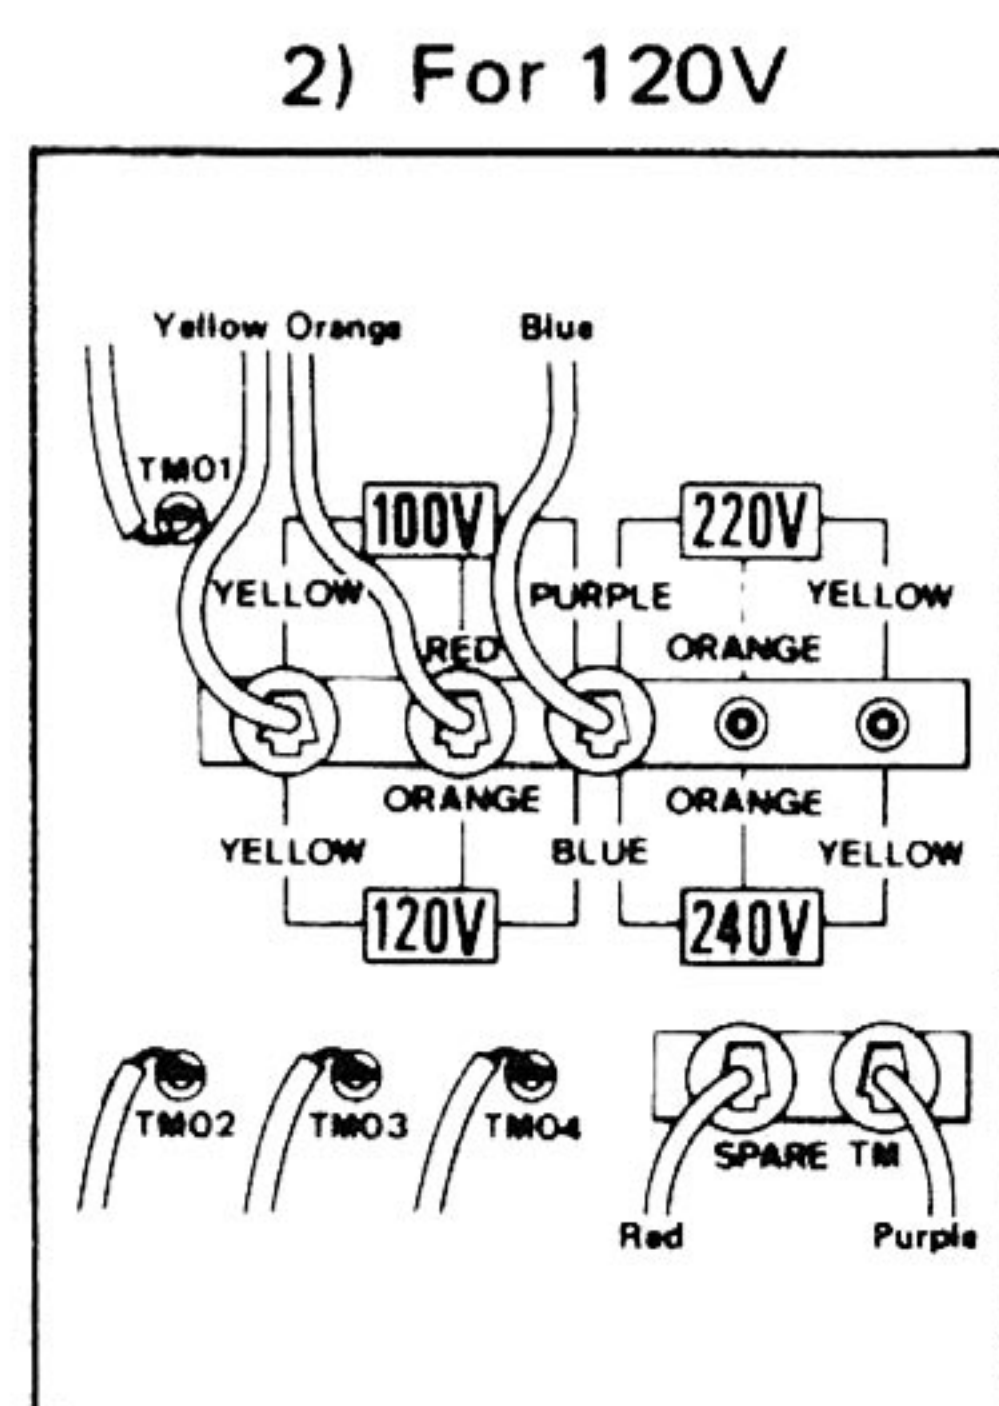 2) For 120V
Yellow Orange Blue
TM01
100V 220V
YELLOW PURPLE YELLOW
RED ORANGE
ORANGE ORANGE
YELLOW BLUE YELLOW
120V 240V
TM02 TM03 TM04
SPARE TM
Red Purple